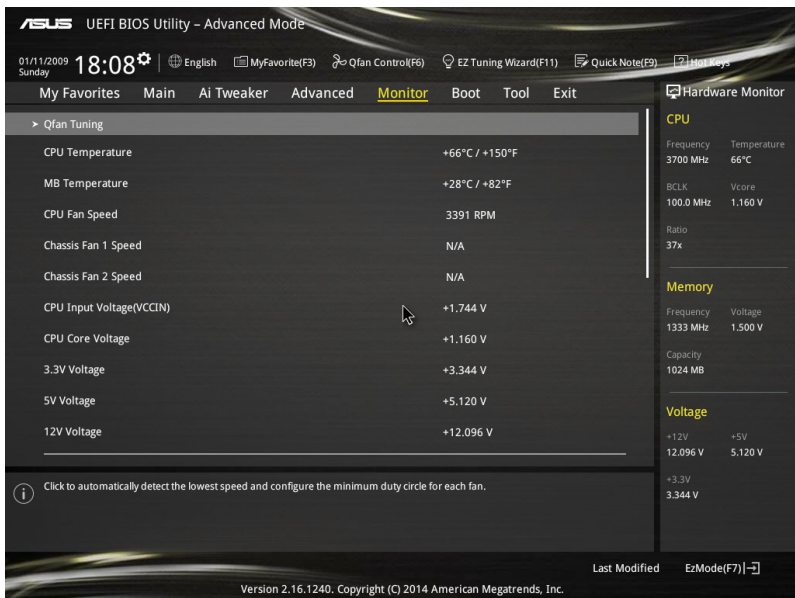 ASUS UEFI BIOS Utility – Advanced Mode
01/11/2009 Sunday 18:08 English MyFavorite(F3) Qfan Control(F6) EZ Tuning Wizard(F11) Quick Note(F9) Hot Keys
My Favorites Main Ai Tweaker Advanced Monitor Boot Tool Exit
Qfan Tuning
CPU Temperature +66°C / +150°F
MB Temperature +28°C / +82°F
CPU Fan Speed 3391 RPM
Chassis Fan 1 Speed N/A
Chassis Fan 2 Speed N/A
CPU Input Voltage(VCCIN) +1.744 V
CPU Core Voltage +1.160 V
3.3V Voltage +3.344 V
5V Voltage +5.120 V
12V Voltage +12.096 V
Click to automatically detect the lowest speed and configure the minimum duty circle for each fan.
Hardware Monitor
CPU
Frequency Temperature
3700 MHz 66°C
BCLK Vcore
100.0 MHz 1.160 V
Ratio
37x
Memory
Frequency Voltage
1333 MHz 1.500 V
Capacity
1024 MB
Voltage
+12V +5V
12.096 V 5.120 V
+3.3V
3.344 V
Last Modified EzMode(F7)
Version 2.16.1240. Copyright (C) 2014 American Megatrends, Inc.